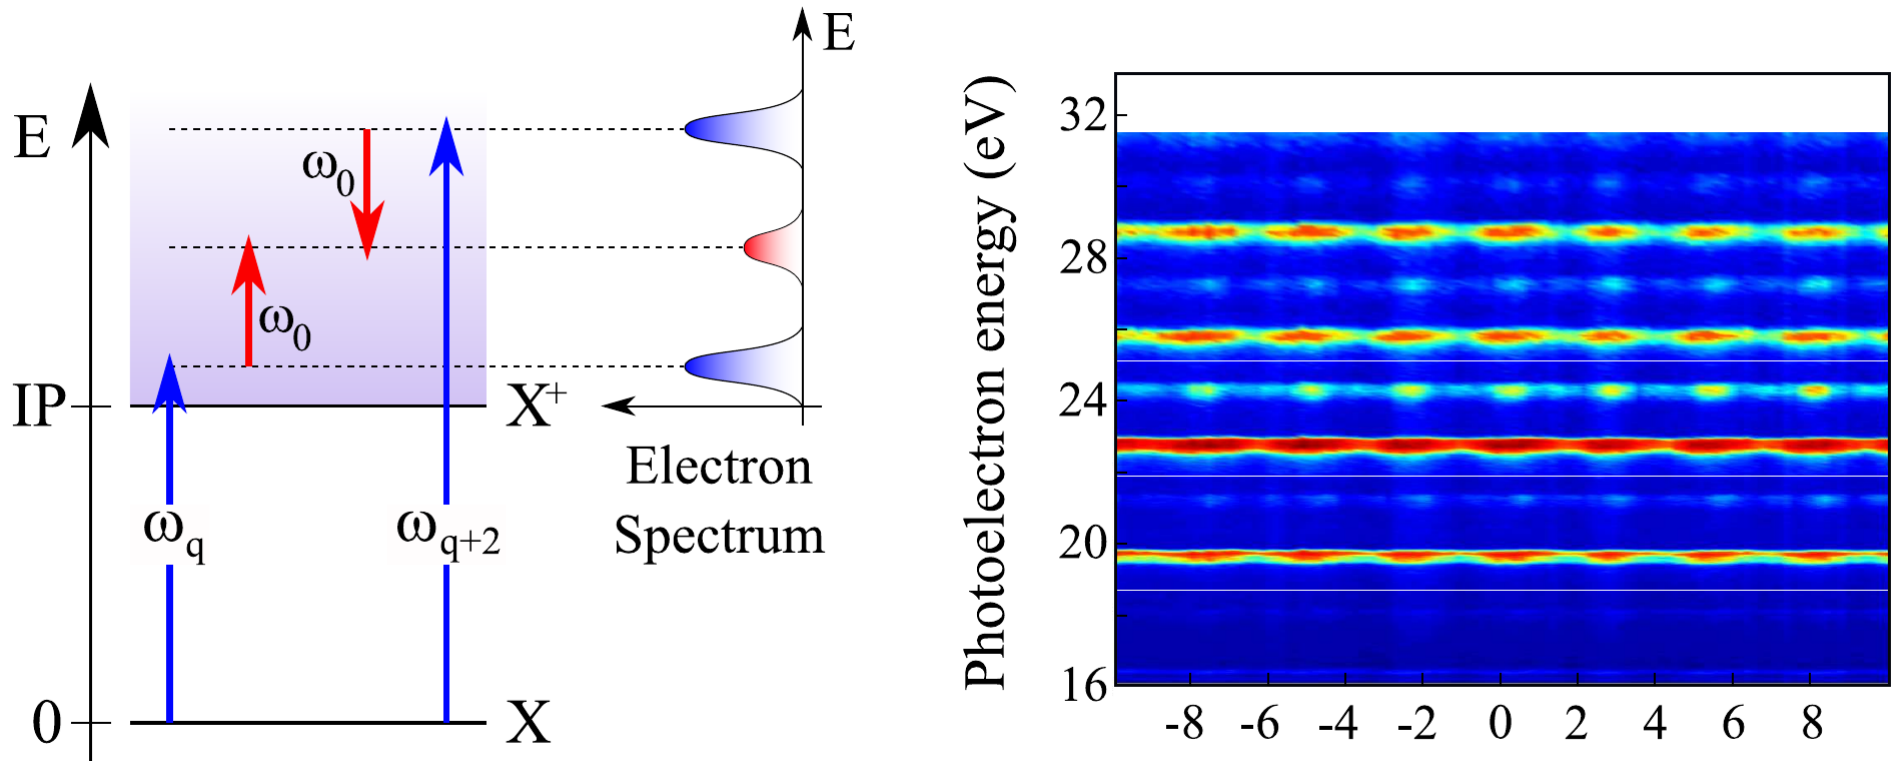 E
E
ω0
ω0
IP
X+
Electron
Spectrum
ωq
ωq+2
0
X
Photoelectron energy (eV)
32
28
24
20
16
-8 -6 -4 -2 0 2 4 6 8